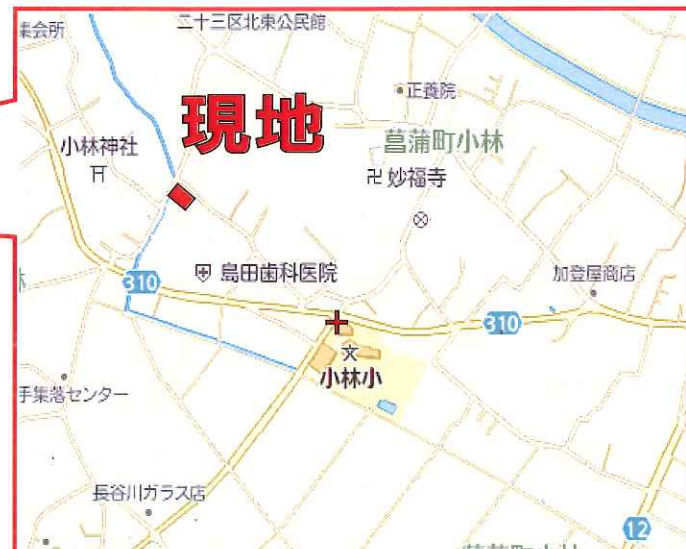 集会所
二十三区北東公民館
正養院
現地
菖蒲町小林
小林神社
卍 妙福寺
島田歯科医院
310
加登屋商店
310
文
小林小
手集落センター
長谷川ガラス店
12